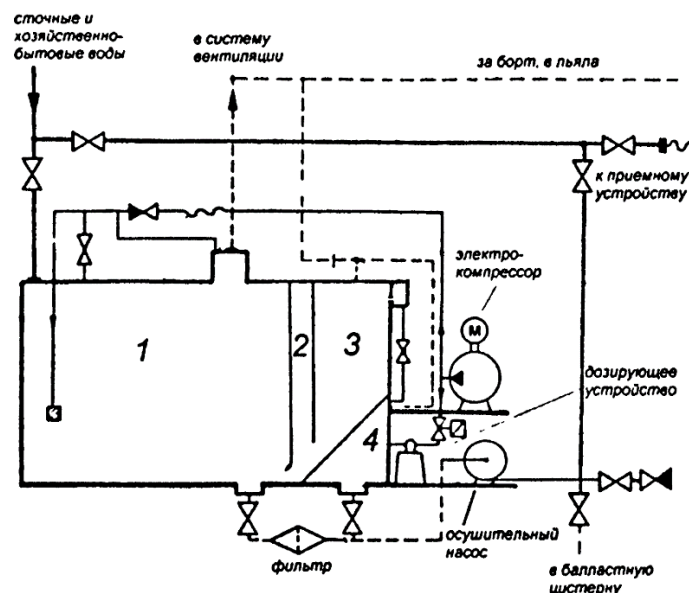 сточные и
хозяйственно-
бытовые воды
в систему
вентиляции
за борт, в льяла
к приемному
устройству
электро-
компрессор
М
1
2
3
дозирующее
устройство
4
осушительный
насос
фильтр
в балластную
цистерну